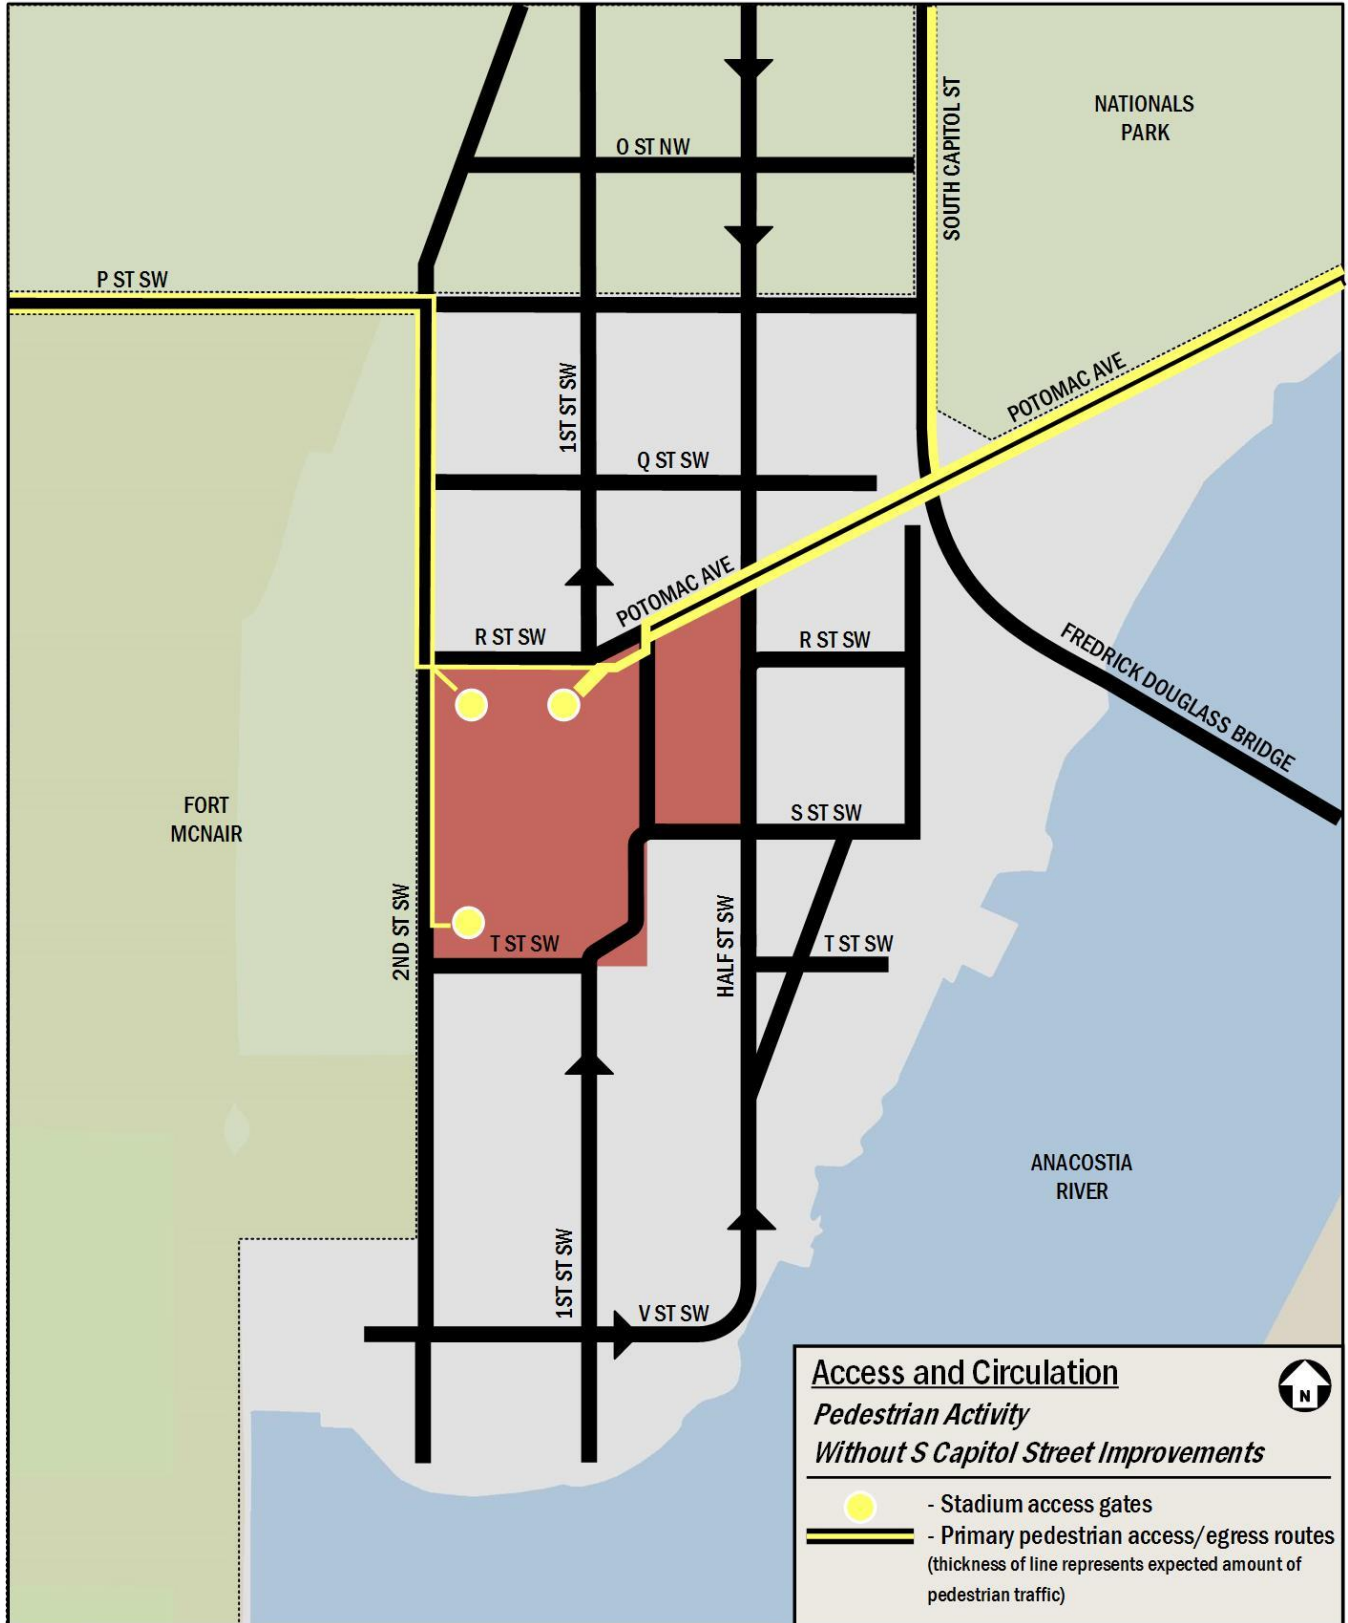 NATIONALS
PARK
SOUTH CAPITOL ST
O ST NW
P ST SW
1ST ST SW
POTOMAC AVE
Q ST SW
POTOMAC AVE
R ST SW
R ST SW
FREDRICK DOUGLASS BRIDGE
FORT
MCNAIR
S ST SW
2ND ST SW
HALF ST SW
T ST SW
T ST SW
ANACOSTIA
RIVER
1ST ST SW
V ST SW
Access and Circulation
N
Pedestrian Activity
Without S Capitol Street Improvements
- Stadium access gates
- Primary pedestrian access/egress routes
(thickness of line represents expected amount of
pedestrian traffic)